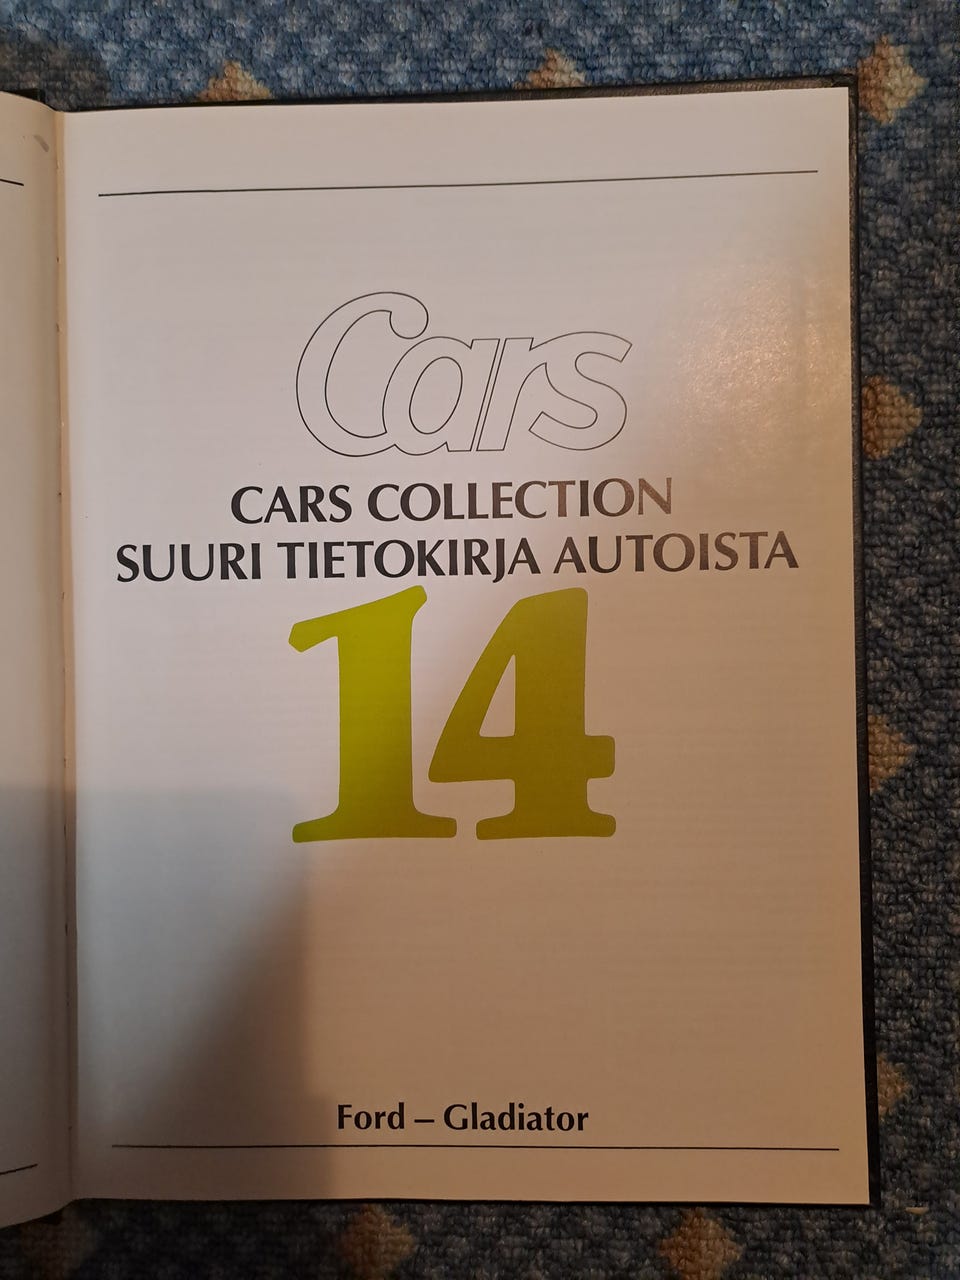 Cars
CARS COLLECTION
SUURI TIETOKIRJA AUTOISTA
14
Ford – Gladiator